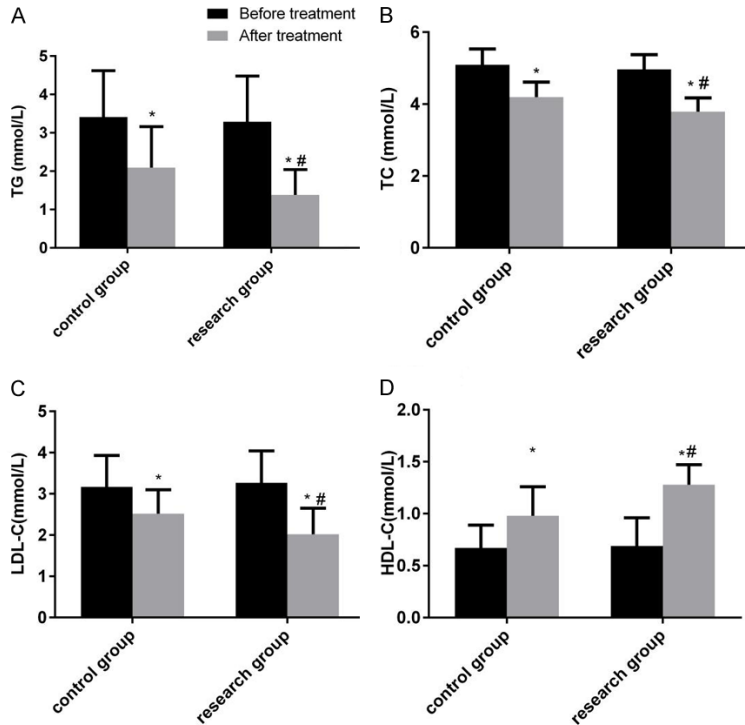 A
Before treatment
After treatment
TG (mmol/L)
5
4
3
2
1
0
*
* #
control group
research group
B
TC (mmol/L)
6
4
2
0
*
* #
control group
research group
C
LDL-C(mmol/L)
5
4
3
2
1
0
*
* #
control group
research group
D
HDL-C(mmol/L)
2.0
1.5
1.0
0.5
0.0
*
*#
control group
research group